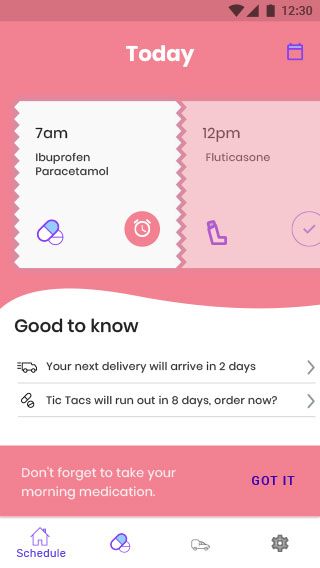 12:30
Today
7am
Ibuprofen
Paracetamol
12pm
Fluticasone
Good to know
Your next delivery will arrive in 2 days
Tic Tacs will run out in 8 days, order now?
Don't forget to take your
morning medication.
GOT IT
Schedule